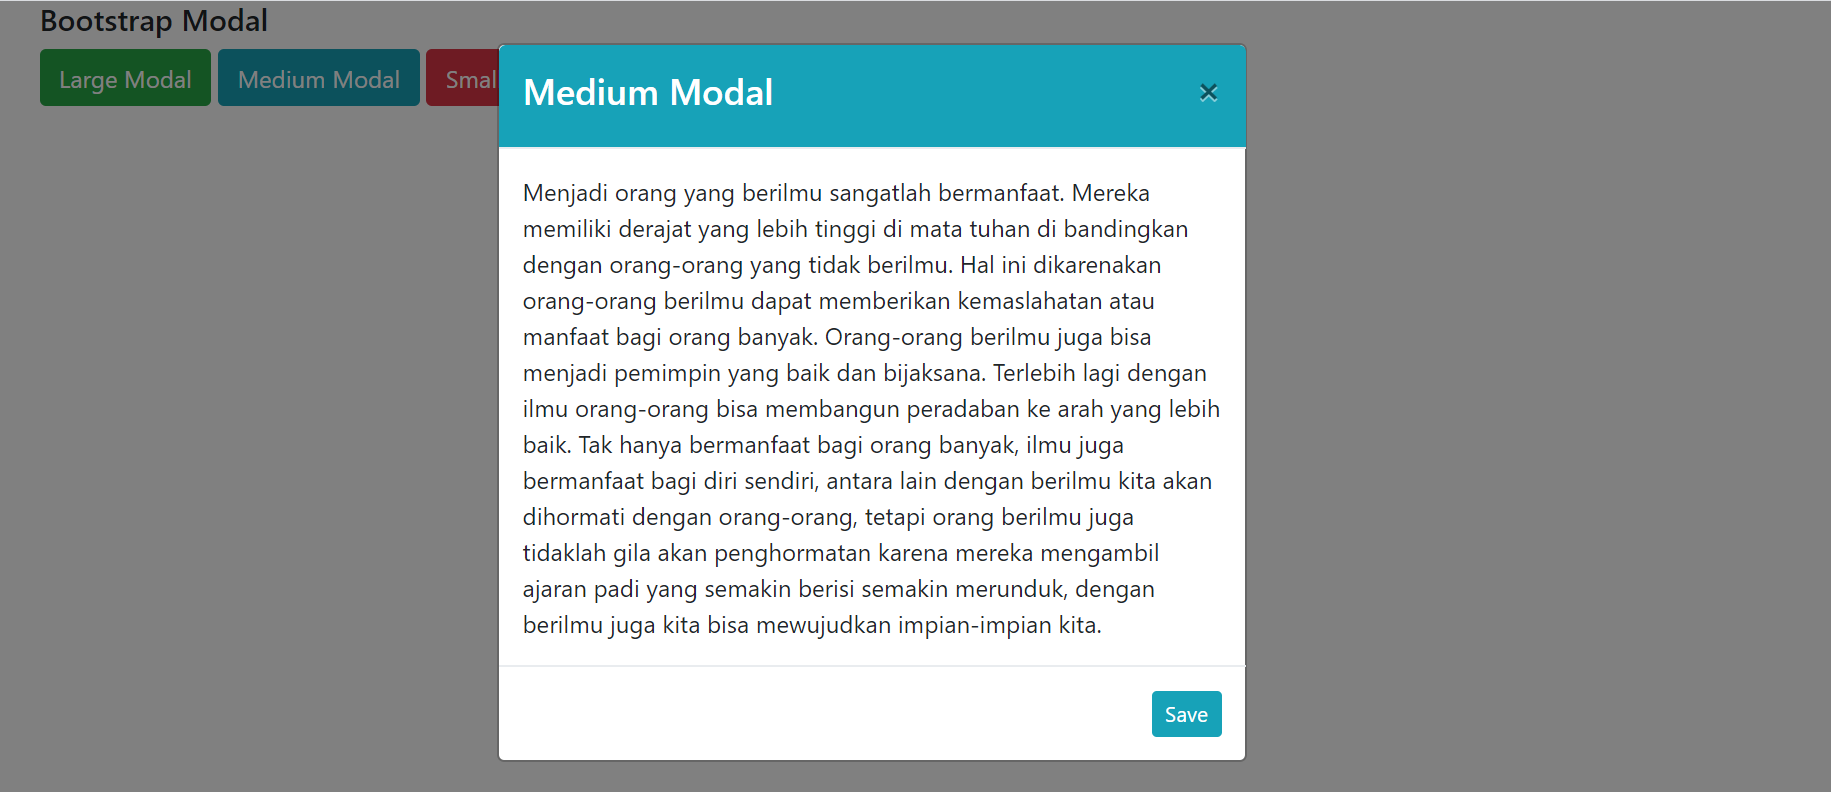 Bootstrap Modal
Large Modal
Medium Modal
Medium Modal
×
Menjadi orang yang berilmu sangatlah bermanfaat. Mereka
memiliki derajat yang lebih tinggi di mata tuhan di bandingkan
dengan orang-orang yang tidak berilmu. Hal ini dikarenakan
orang-orang berilmu dapat memberikan kemaslahatan atau
manfaat bagi orang banyak. Orang-orang berilmu juga bisa
menjadi pemimpin yang baik dan bijaksana. Terlebih lagi dengan
ilmu orang-orang bisa membangun peradaban ke arah yang lebih
baik. Tak hanya bermanfaat bagi orang banyak, ilmu juga
bermanfaat bagi diri sendiri, antara lain dengan berilmu kita akan
dihormati dengan orang-orang, tetapi orang berilmu juga
tidaklah gila akan penghormatan karena mereka mengambil
ajaran padi yang semakin berisi semakin merunduk, dengan
berilmu juga kita bisa mewujudkan impian-impian kita.
Save